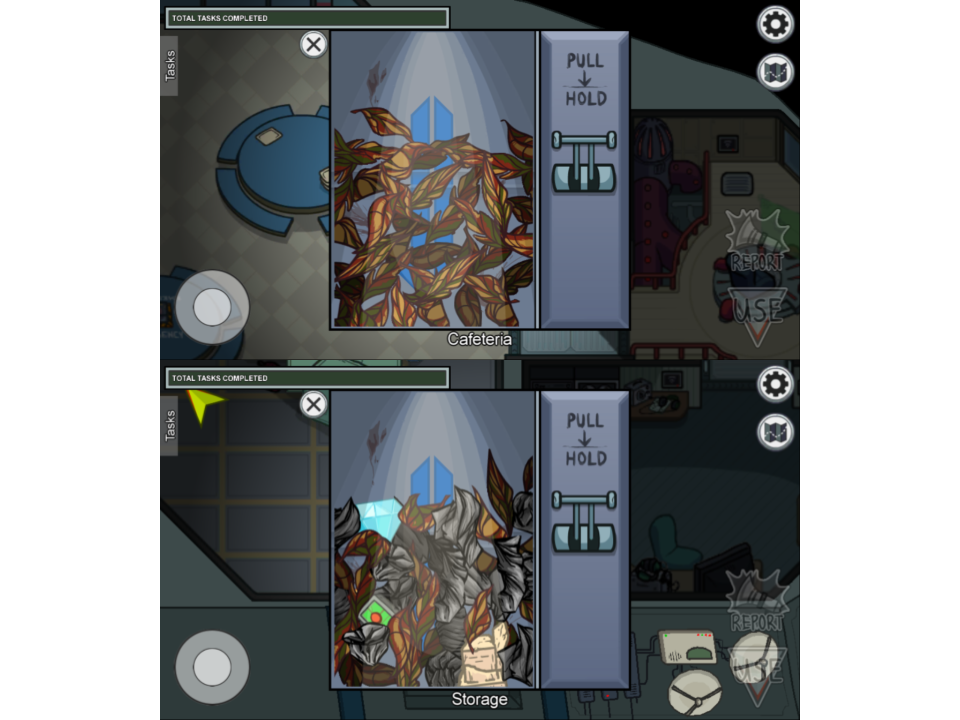 TOTAL TASKS COMPLETED
Tasks
PULL
HOLD
REPORT
USE
Cafeteria
TOTAL TASKS COMPLETED
Tasks
PULL
HOLD
REPORT
USE
Storage